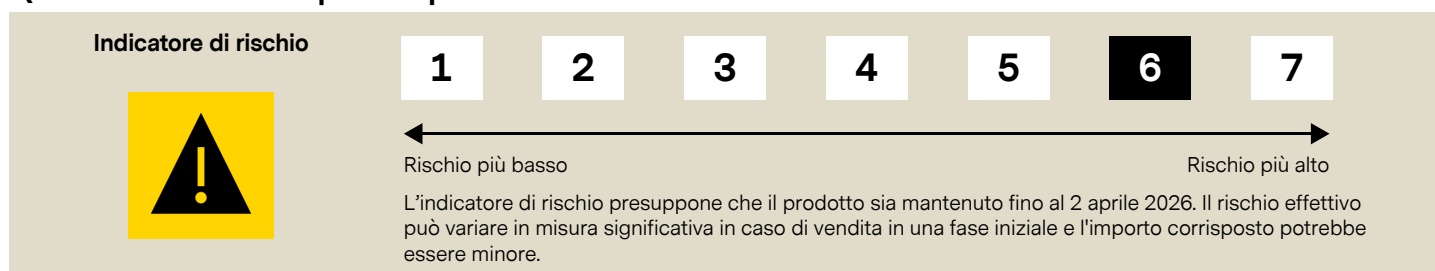 Indicatore di rischio
1 2 3 4 5 6 7
Rischio più basso
Rischio più alto
L'indicatore di rischio presuppone che il prodotto sia mantenuto fino al 2 aprile 2026. Il rischio effettivo
può variare in misura significativa in caso di vendita in una fase iniziale e l'importo corrisposto potrebbe
essere minore.